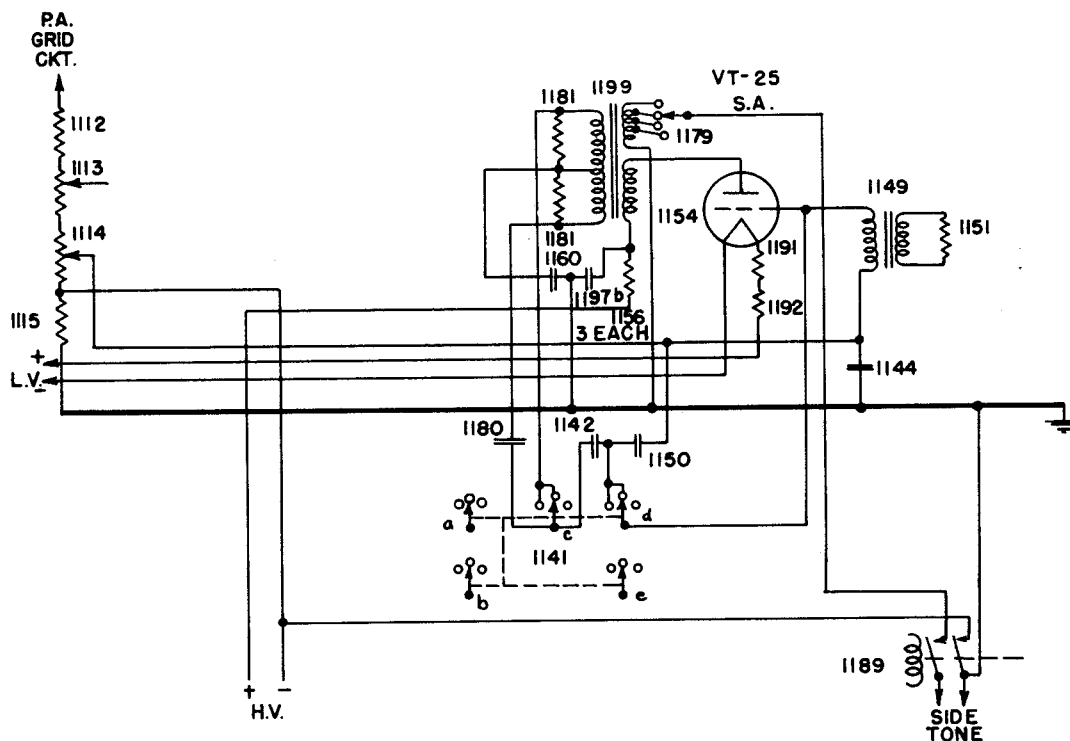 P.A.
GRID
CKT.
1112
1113
1114
1115
+
L.V.
-
1181
1199
VT-25
S.A.
1179
1154
1149
1151
1181
1160
1191
1197b
1192
1156
3 EACH
1144
1180
1142
1150
a
c
d
1141
b
e
1189
+ -
H.V.
SIDE
TONE